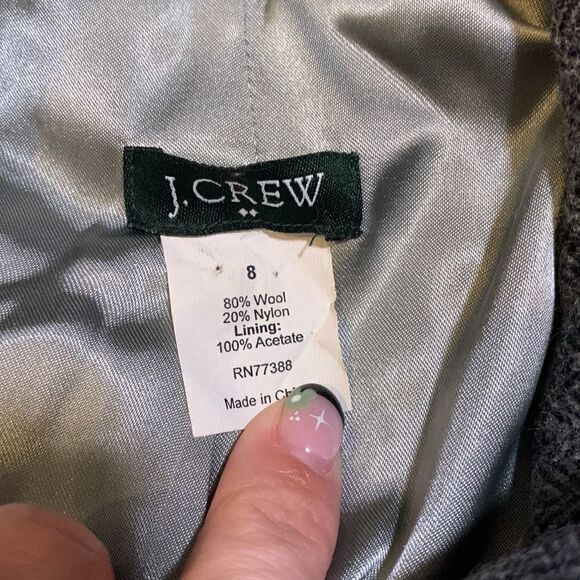 J.CREW
8
80% Wool
20% Nylon
Lining:
100% Acetate
RN77388
Made in